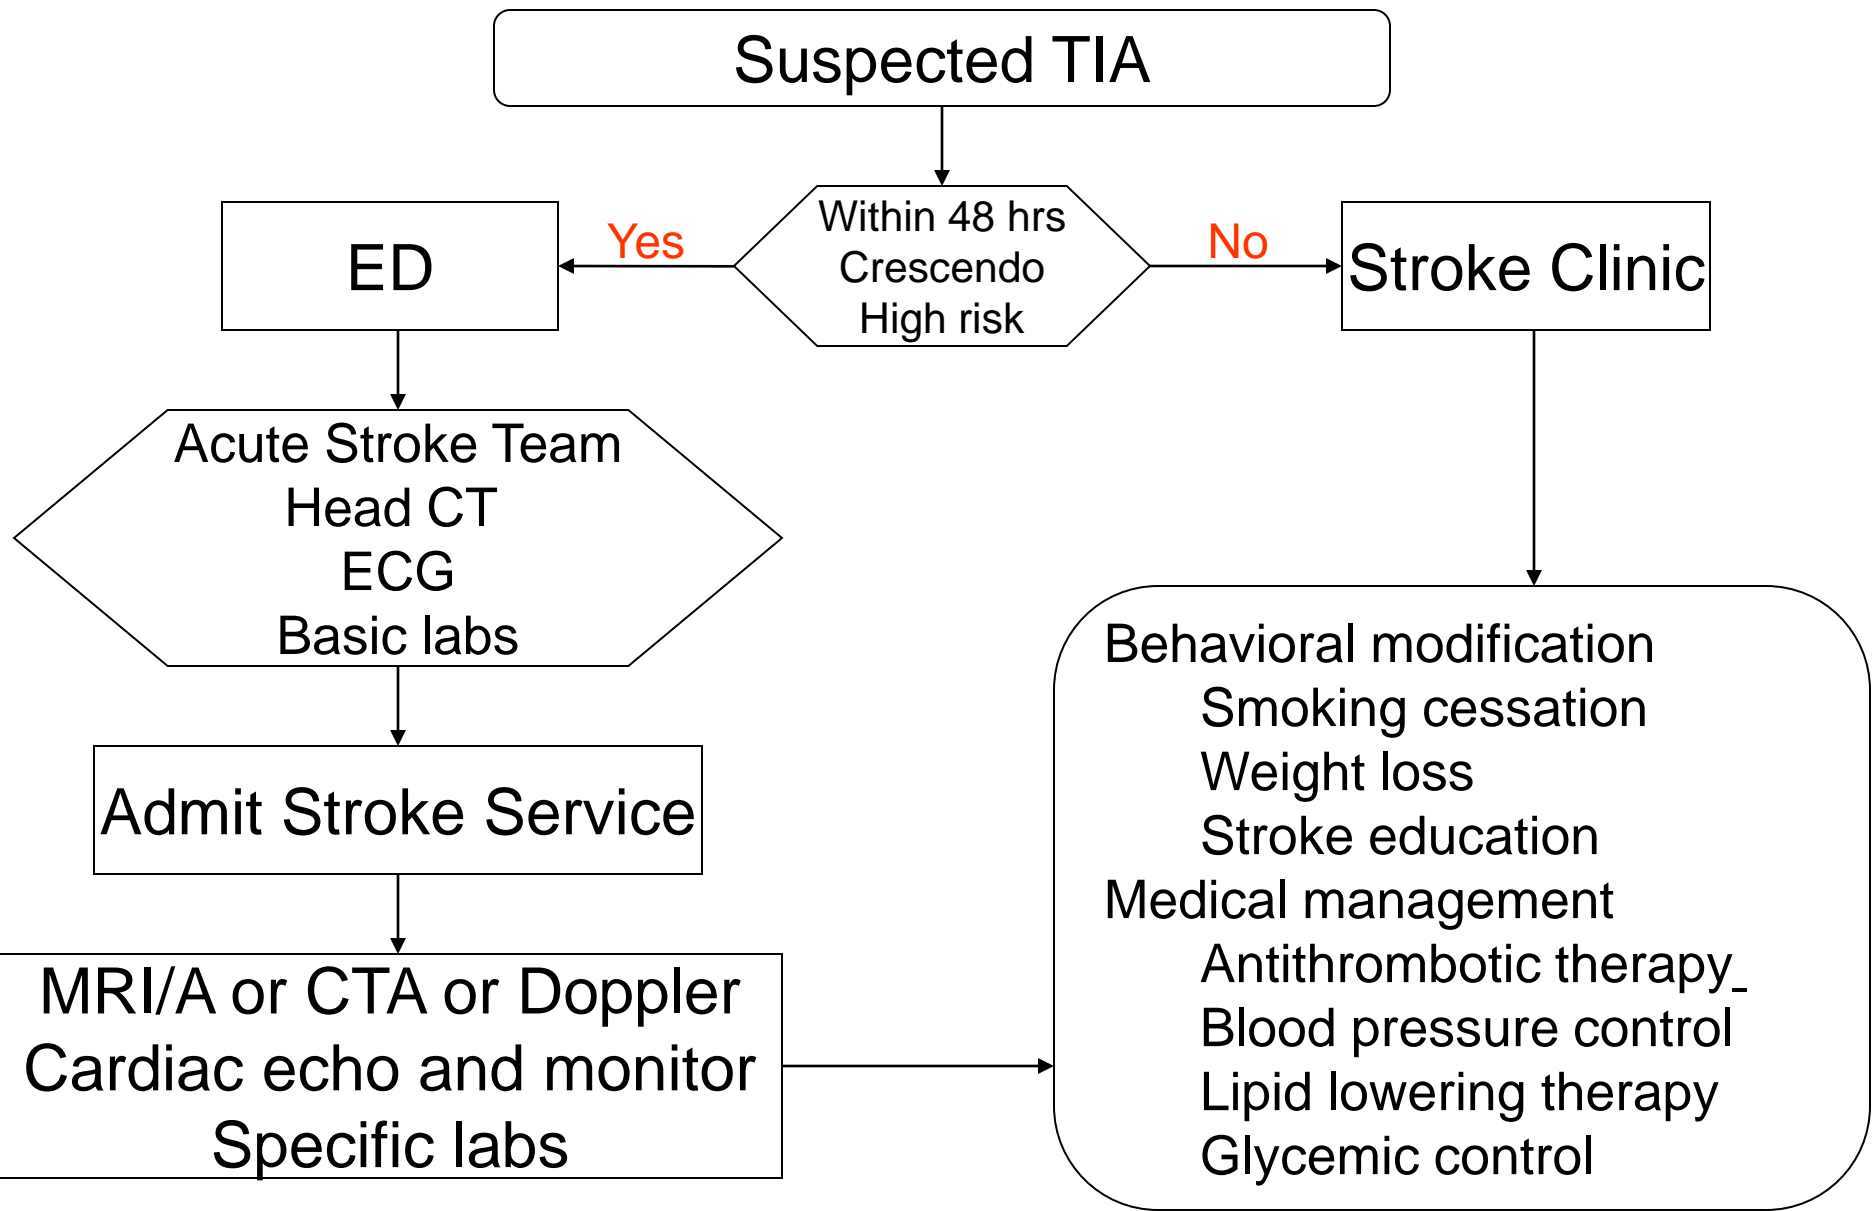 Suspected TIA
Within 48 hrs
Crescendo
High risk
Yes
No
ED
Stroke Clinic
Acute Stroke Team
Head CT
ECG
Basic labs
Admit Stroke Service
MRI/A or CTA or Doppler
Cardiac echo and monitor
Specific labs
Behavioral modification
Smoking cessation
Weight loss
Stroke education
Medical management
Antithrombotic therapy
Blood pressure control
Lipid lowering therapy
Glycemic control